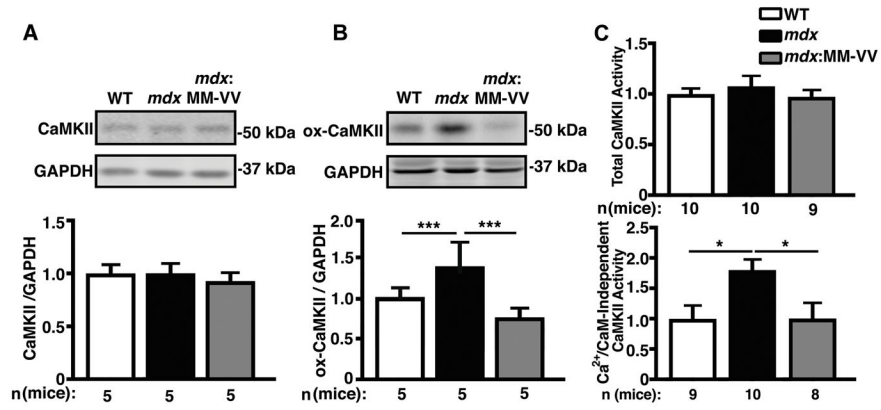 A
WT mdx mdx:
MM-VV
CaMKII
-50 kDa
GAPDH
-37 kDa
CaMKII /GAPDH
1.5
1.0
0.5
0
n(mice): 5 5 5
B
WT mdx mdx:
MM-VV
ox-CaMKII
-50 kDa
GAPDH
-37 kDa
ox-CaMKII / GAPDH
2.0
1.5
1.0
0.5
0
*** ***
n(mice): 5 5 5
C
WT
mdx
mdx:MM-VV
Total CaMKII Activity
1.5
1.0
0.5
0
n(mice): 10 10 9
Ca2+/CaM-Independent
CaMKII Activity
2.5
2.0
1.5
1.0
0.5
0
* *
n (mice): 9 10 8